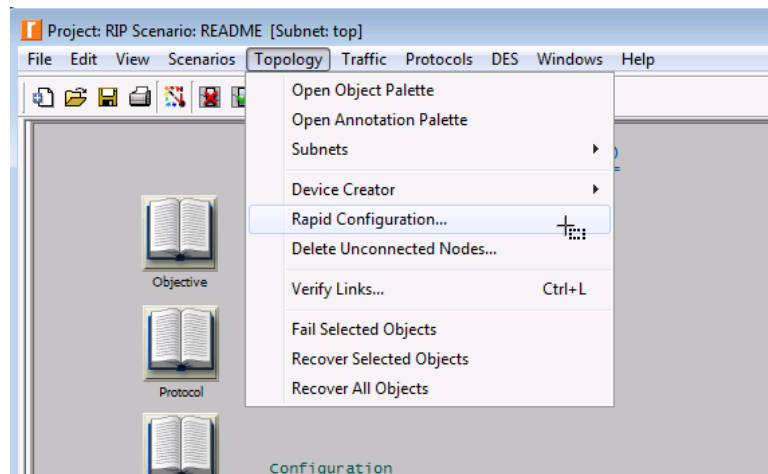 Project: RIP Scenario: README [Subnet: top]
File Edit View Scenarios Topology Traffic Protocols DES Windows Help
Open Object Palette
Open Annotation Palette
Subnets
Device Creator
Rapid Configuration...
Delete Unconnected Nodes...
Verify Links... Ctrl+L
Fail Selected Objects
Recover Selected Objects
Recover All Objects
Objective
Protocol
Configuration